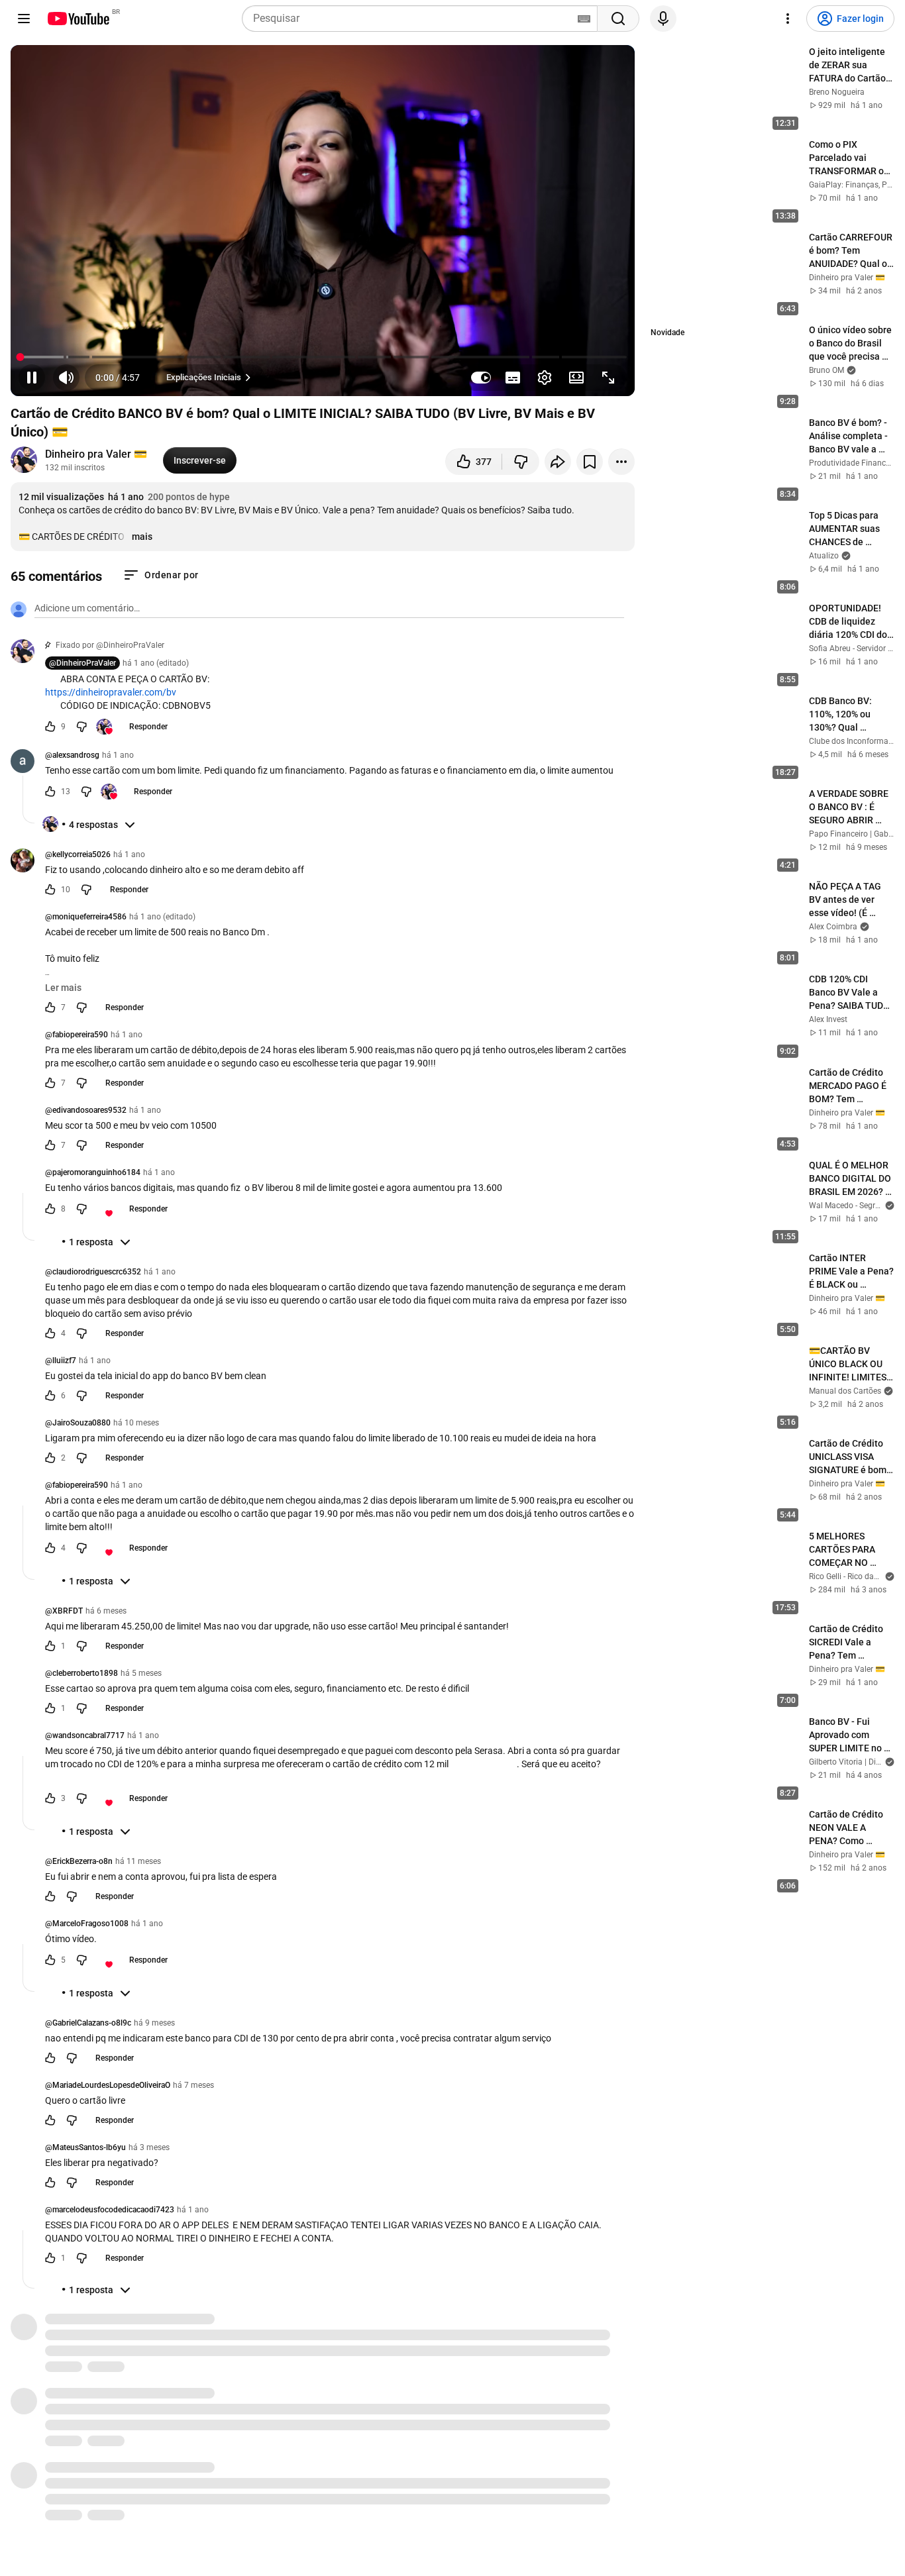 YouTube BR
Pesquisar
Fazer login
0:00 / 4:57
Explicações Iniciais
Cartão de Crédito BANCO BV é bom? Qual o LIMITE INICIAL? SAIBA TUDO (BV Livre, BV Mais e BV
Único) 💳
Dinheiro pra Valer 💳
132 mil inscritos
Inscrever-se
377
12 mil visualizações há 1 ano 200 pontos de hype
Conheça os cartões de crédito do banco BV: BV Livre, BV Mais e BV Único. Vale a pena? Tem anuidade? Quais os benefícios? Saiba tudo.
💳 CARTÕES DE CRÉDITO mais
65 comentários
Ordenar por
Adicione um comentário…
Fixado por @DinheiroPraValer
@DinheiroPraValer há 1 ano (editado)
ABRA CONTA E PEÇA O CARTÃO BV:
https://dinheiropravaler.com/bv
CÓDIGO DE INDICAÇÃO: CDBNOBV5
9 Responder
a
@alexsandrosg há 1 ano
Tenho esse cartão com um bom limite. Pedi quando fiz um financiamento. Pagando as faturas e o financiamento em dia, o limite aumentou
13 Responder
4 respostas
@kellycorreia5026 há 1 ano
Fiz to usando ,colocando dinheiro alto e so me deram debito aff
10 Responder
@moniqueferreira4586 há 1 ano (editado)
Acabei de receber um limite de 500 reais no Banco Dm .
Tô muito feliz
..
Ler mais
7 Responder
@fabiopereira590 há 1 ano
Pra me eles liberaram um cartão de débito,depois de 24 horas eles liberam 5.900 reais,mas não quero pq já tenho outros,eles liberam 2 cartões
pra me escolher,o cartão sem anuidade e o segundo caso eu escolhesse teria que pagar 19.90!!!
7 Responder
@edivandosoares9532 há 1 ano
Meu scor ta 500 e meu bv veio com 10500
7 Responder
@pajeromoranguinho6184 há 1 ano
Eu tenho vários bancos digitais, mas quando fiz o BV liberou 8 mil de limite gostei e agora aumentou pra 13.600
8 Responder
1 resposta
@claudiorodriguescrc6352 há 1 ano
Eu tenho pago ele em dias e com o tempo do nada eles bloquearam o cartão dizendo que tava fazendo manutenção de segurança e me deram
quase um mês para desbloquear da onde já se viu isso eu querendo o cartão usar ele todo dia fiquei com muita raiva da empresa por fazer isso
bloqueio do cartão sem aviso prévio
4 Responder
@lluiizf7 há 1 ano
Eu gostei da tela inicial do app do banco BV bem clean
6 Responder
@JairoSouza0880 há 10 meses
Ligaram pra mim oferecendo eu ia dizer não logo de cara mas quando falou do limite liberado de 10.100 reais eu mudei de ideia na hora
2 Responder
@fabiopereira590 há 1 ano
Abri a conta e eles me deram um cartão de débito,que nem chegou ainda,mas 2 dias depois liberaram um limite de 5.900 reais,pra eu escolher ou
o cartão que não paga a anuidade ou escolho o cartão que pagar 19.90 por mês.mas não vou pedir nem um dos dois,já tenho outros cartões e o
limite bem alto!!!
4 Responder
1 resposta
@XBRFDT há 6 meses
Aqui me liberaram 45.250,00 de limite! Mas nao vou dar upgrade, não uso esse cartão! Meu principal é santander!
1 Responder
@cleberroberto1898 há 5 meses
Esse cartao so aprova pra quem tem alguma coisa com eles, seguro, financiamento etc. De resto é dificil
1 Responder
@wandsoncabral7717 há 1 ano
Meu score é 750, já tive um débito anterior quando fiquei desempregado e que paguei com desconto pela Serasa. Abri a conta só pra guardar
um trocado no CDI de 120% e para a minha surpresa me ofereceram o cartão de crédito com 12 mil . Será que eu aceito?
3 Responder
1 resposta
@ErickBezerra-o8n há 11 meses
Eu fui abrir e nem a conta aprovou, fui pra lista de espera
Responder
@MarceloFragoso1008 há 1 ano
Ótimo vídeo.
5 Responder
1 resposta
@GabrielCalazans-o8l9c há 9 meses
nao entendi pq me indicaram este banco para CDI de 130 por cento de pra abrir conta , você precisa contratar algum serviço
Responder
@MariadeLourdesLopesdeOliveiraO há 7 meses
Quero o cartão livre
Responder
@MateusSantos-lb6yu há 3 meses
Eles liberar pra negativado?
Responder
@marcelodeusfocodedicacaodi7423 há 1 ano
ESSES DIA FICOU FORA DO AR O APP DELES E NEM DERAM SASTIFAÇAO TENTEI LIGAR VARIAS VEZES NO BANCO E A LIGAÇÃO CAIA.
QUANDO VOLTOU AO NORMAL TIREI O DINHEIRO E FECHEI A CONTA.
1 Responder
1 resposta
O jeito inteligente
de ZERAR sua
FATURA do Cartão…
Breno Nogueira
929 mil há 1 ano
12:31
Como o PIX
Parcelado vai
TRANSFORMAR o…
GaiaPlay: Finanças, P…
70 mil há 1 ano
13:38
Cartão CARREFOUR
é bom? Tem
ANUIDADE? Qual o…
Dinheiro pra Valer 💳
34 mil há 2 anos
6:43
O único vídeo sobre
o Banco do Brasil
que você precisa …
Bruno OM
130 mil há 6 dias
Novidade
9:28
Banco BV é bom? -
Análise completa -
Banco BV vale a …
Produtividade Financ…
21 mil há 1 ano
8:34
Top 5 Dicas para
AUMENTAR suas
CHANCES de …
Atualizo
6,4 mil há 1 ano
8:06
OPORTUNIDADE!
CDB de liquidez
diária 120% CDI do…
Sofia Abreu - Servidor …
16 mil há 1 ano
8:55
CDB Banco BV:
110%, 120% ou
130%? Qual …
Clube dos Inconforma…
4,5 mil há 6 meses
18:27
A VERDADE SOBRE
O BANCO BV : É
SEGURO ABRIR …
Papo Financeiro | Gab…
12 mil há 9 meses
4:21
NÃO PEÇA A TAG
BV antes de ver
esse vídeo! (É …
Alex Coimbra
18 mil há 1 ano
8:01
CDB 120% CDI
Banco BV Vale a
Pena? SAIBA TUD…
Alex Invest
11 mil há 1 ano
9:02
Cartão de Crédito
MERCADO PAGO É
BOM? Tem …
Dinheiro pra Valer 💳
78 mil há 1 ano
4:53
QUAL É O MELHOR
BANCO DIGITAL DO
BRASIL EM 2026? …
Wal Macedo - Segr…
17 mil há 1 ano
11:55
Cartão INTER
PRIME Vale a Pena?
É BLACK ou …
Dinheiro pra Valer 💳
46 mil há 1 ano
5:50
💳CARTÃO BV
ÚNICO BLACK OU
INFINITE! LIMITES…
Manual dos Cartões
3,2 mil há 2 anos
5:16
Cartão de Crédito
UNICLASS VISA
SIGNATURE é bom…
Dinheiro pra Valer 💳
68 mil há 2 anos
5:44
5 MELHORES
CARTÕES PARA
COMEÇAR NO …
Rico Gelli - Rico da…
284 mil há 3 anos
17:53
Cartão de Crédito
SICREDI Vale a
Pena? Tem …
Dinheiro pra Valer 💳
29 mil há 1 ano
7:00
Banco BV - Fui
Aprovado com
SUPER LIMITE no …
Gilberto Vitoria | Di…
21 mil há 4 anos
8:27
Cartão de Crédito
NEON VALE A
PENA? Como …
Dinheiro pra Valer 💳
152 mil há 2 anos
6:06